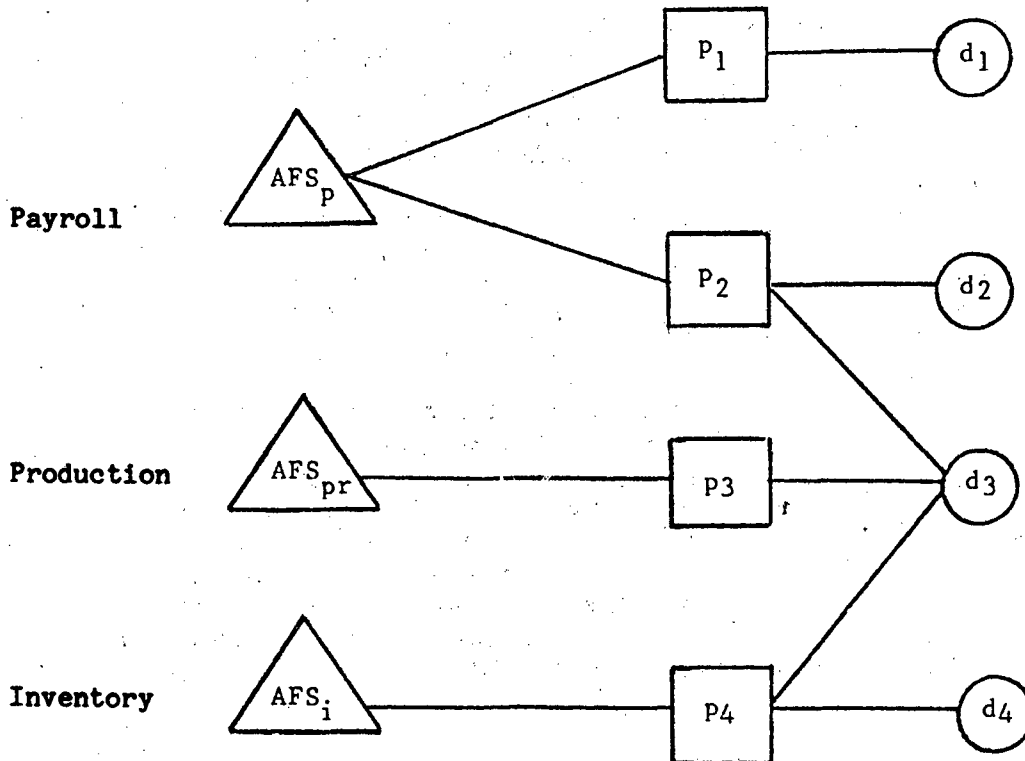 p1
d1
AFSp
Payroll
p2
d2
Production
AFSpr
p3
d3
Inventory
AFSi
p4
d4